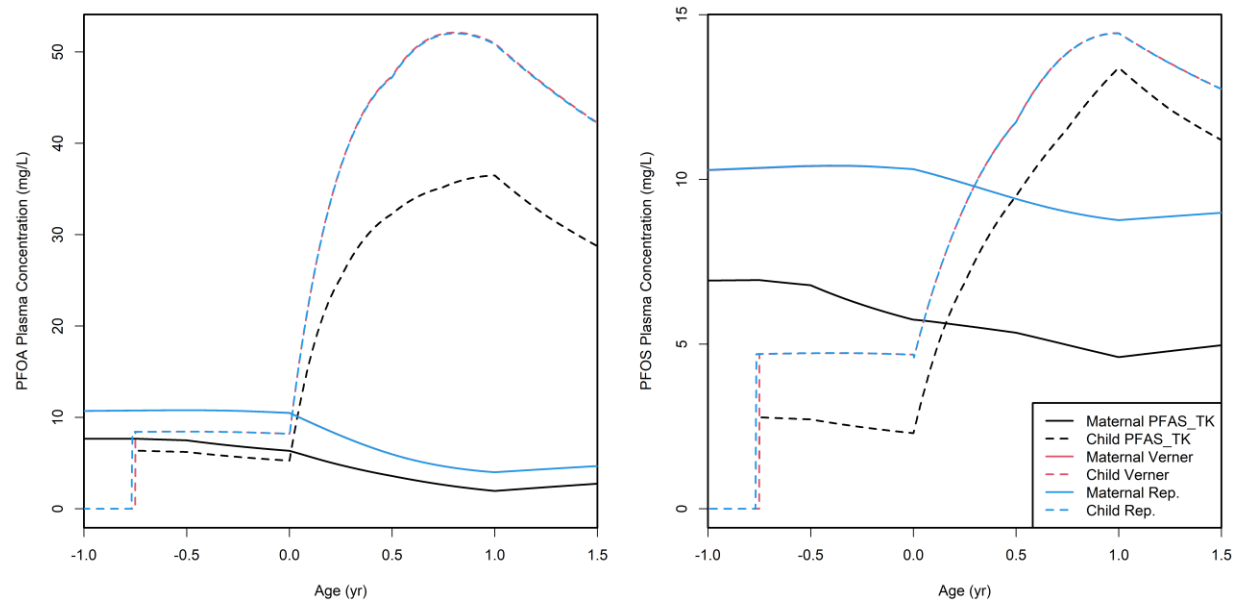 PFOA Plasma Concentration (mg/L)
50
40
30
20
10
0
-1.0 -0.5 0.0 0.5 1.0 1.5
Age (yr)
PFOS Plasma Concentration (mg/L)
15
10
5
0
-1.0 -0.5 0.0 0.5 1.0 1.5
Age (yr)
Maternal PFAS_TK
Child PFAS_TK
Maternal Verner
Child Verner
Maternal Rep.
Child Rep.